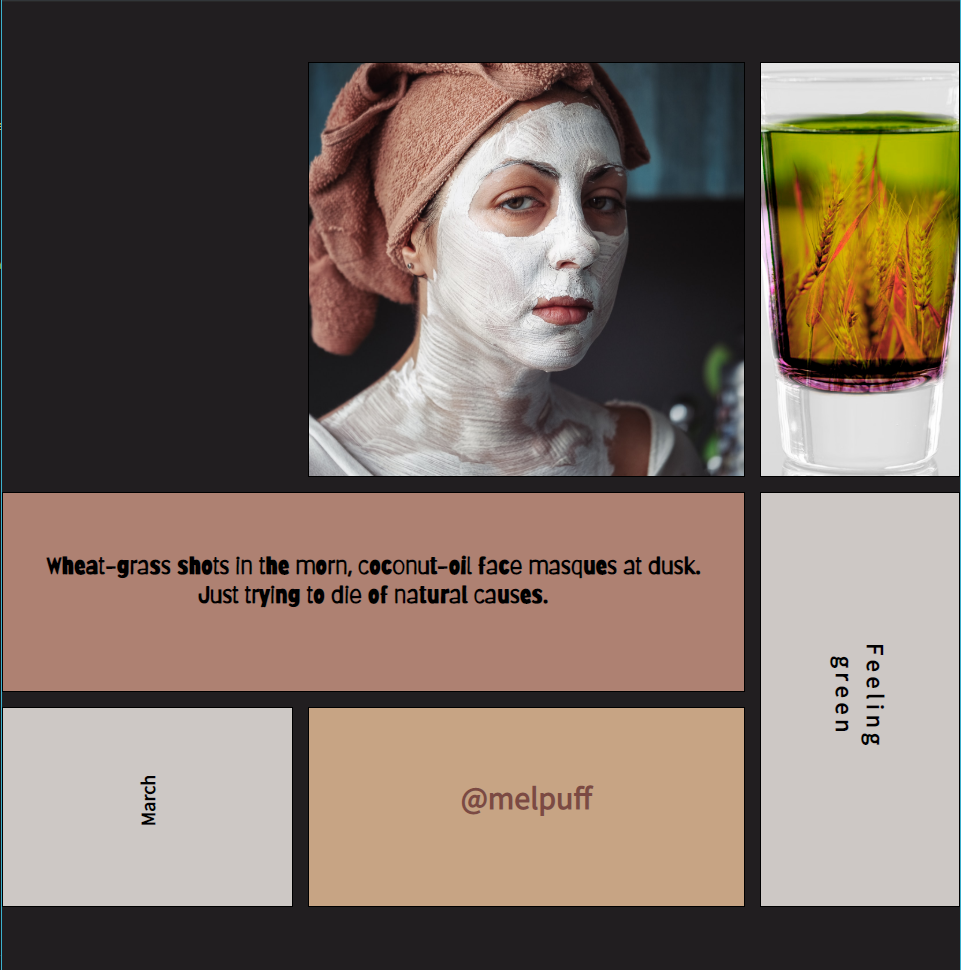 Wheat-grass shots in the morn, coconut-oil face masques at dusk.
Just trying to die of natural causes.
Feeling
green
March
@melpuff